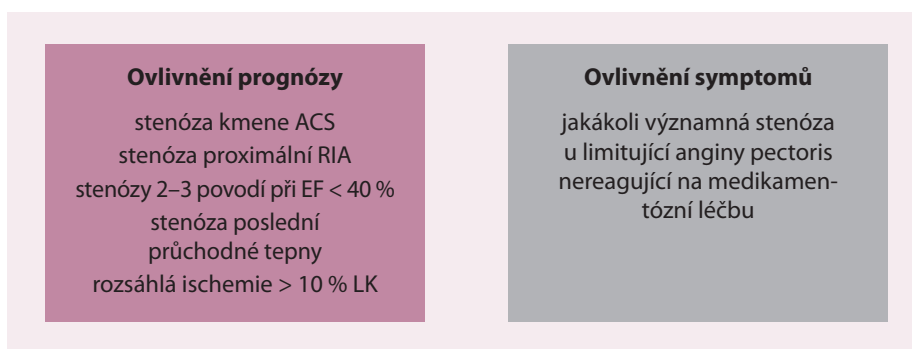 Ovlivnění prognózy
stenóza kmene ACS
stenóza proximální RIA
stenózy 2–3 povodí při EF < 40 %
stenóza poslední
průchodné tepny
rozsáhlá ischemie > 10 % LK
Ovlivnění symptomů
jakákoli významná stenóza
u limitující anginy pectoris
nereagující na medikamen-
tózní léčbu